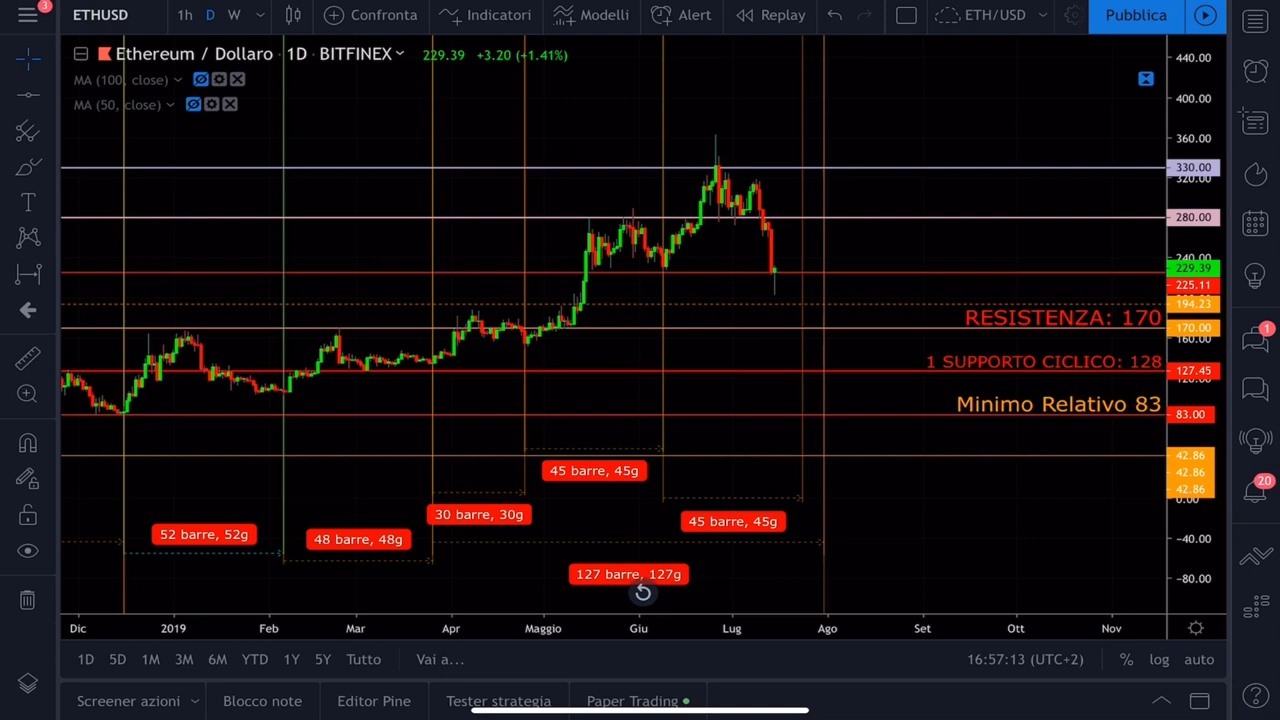 3
ETHUSD
1h
D
W
Confronta
Indicatori
Modelli
Alert
Replay
ETH/USD
Pubblica
Ethereum / Dollaro · 1D · BITFINEX
229.39 +3.20 (+1.41%)
MA (100, close)
MA (50, close)
440.00
400.00
360.00
330.00
320.00
280.00
240.00
229.39
225.11
194.23
RESISTENZA: 170
170.00
160.00
1 SUPPORTO CICLICO: 128
127.45
120.00
Minimo Relativo 83
83.00
42.86
42.86
42.86
0.00
-40.00
-80.00
1
20
45 barre, 45g
30 barre, 30g
45 barre, 45g
52 barre, 52g
48 barre, 48g
127 barre, 127g
Dic
2019
Feb
Mar
Apr
Maggio
Giu
Lug
Ago
Set
Ott
Nov
1D
5D
1M
3M
6M
YTD
1Y
5Y
Tutto
Vai a...
16:57:13 (UTC+2)
%
log
auto
Screener azioni
Blocco note
Editor Pine
Tester strategia
Paper Trading